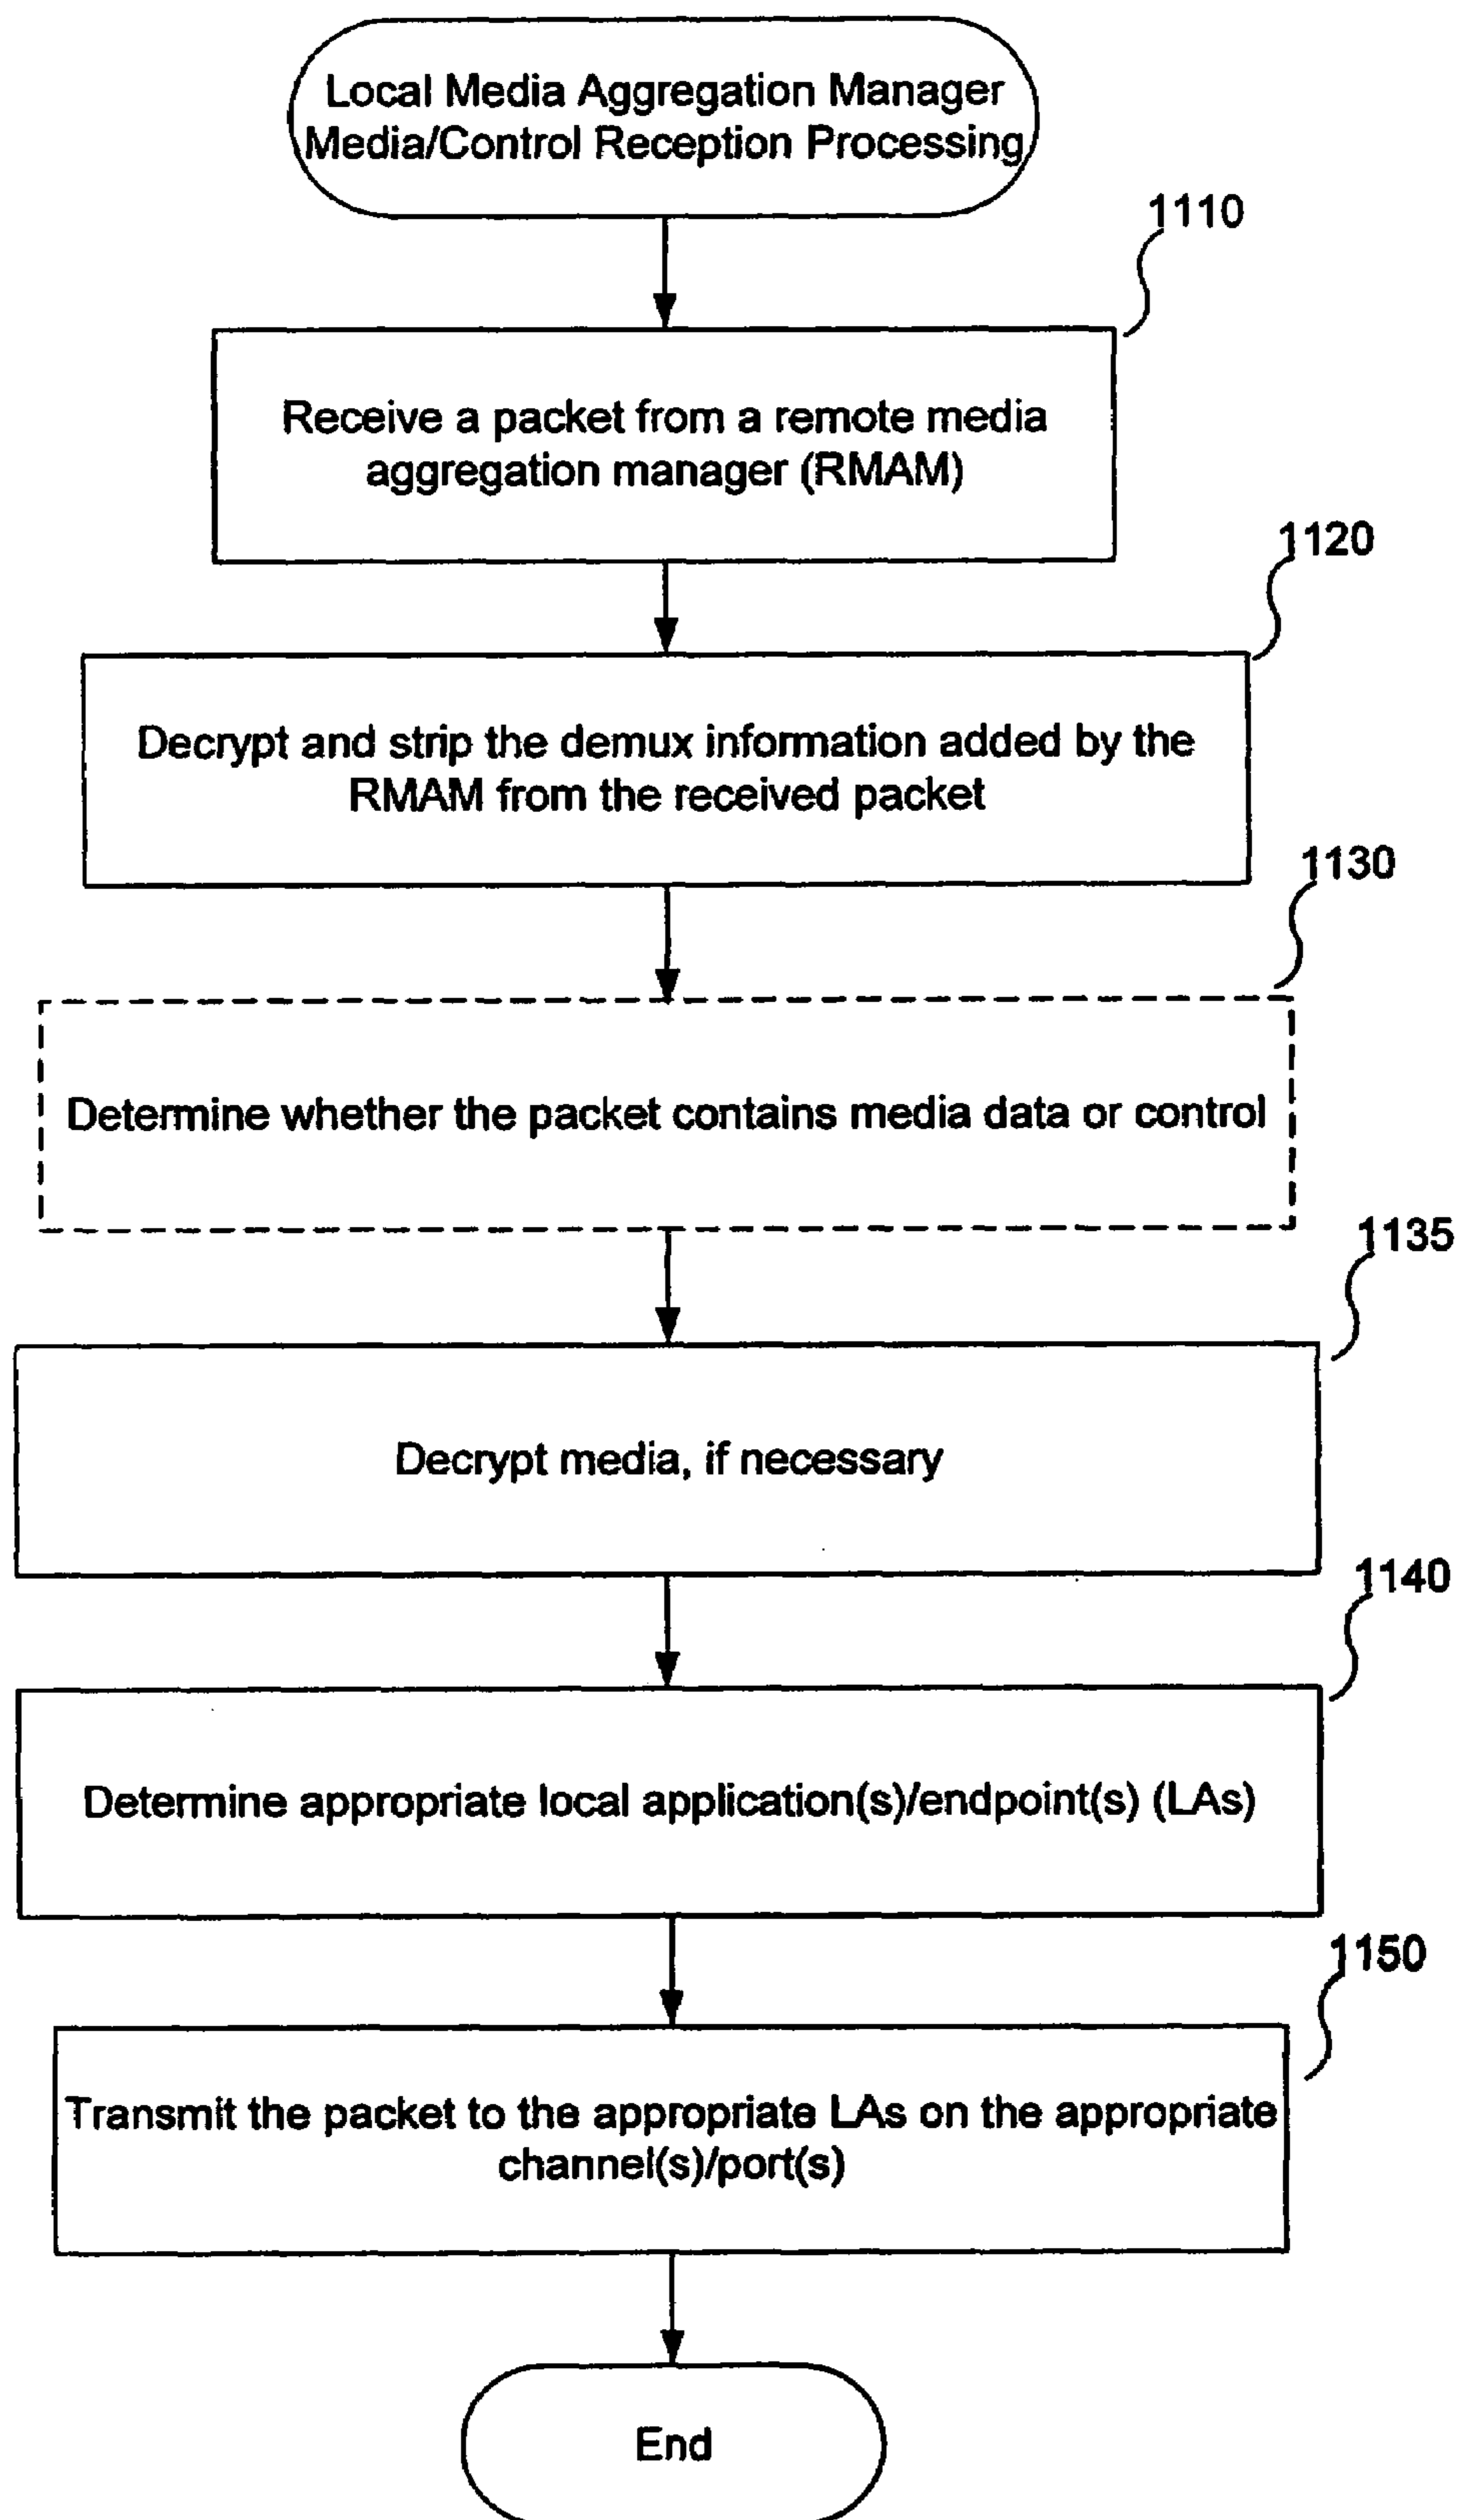 Local Media Aggregation Manager
Media/Control Reception Processing
1110
Receive a packet from a remote media
aggregation manager (RMAM)
1120
Decrypt and strip the demux information added by the
RMAM from the received packet
1130
Determine whether the packet contains media data or control
1135
Decrypt media, if necessary
1140
Determine appropriate local application(s)/endpoint(s) (LAs)
1150
Transmit the packet to the appropriate LAs on the appropriate
channel(s)/port(s)
End